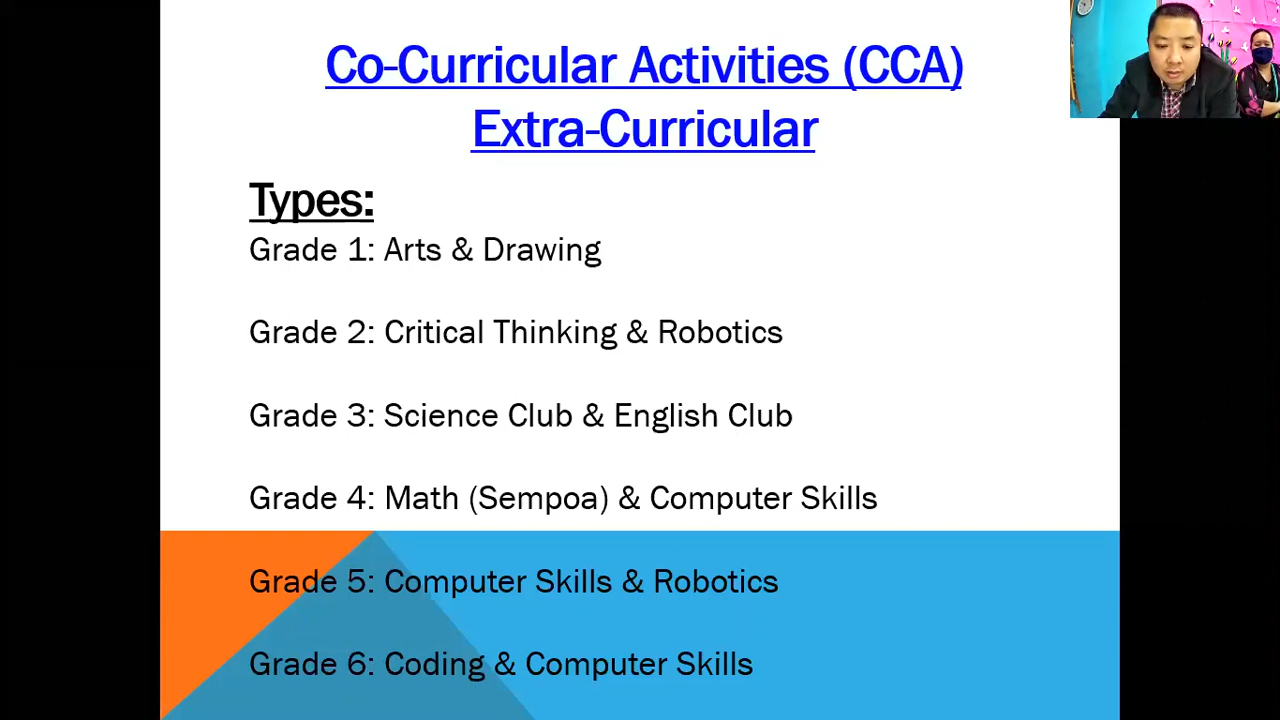 Co-Curricular Activities (CCA)
Extra-Curricular
Types:
Grade 1: Arts & Drawing
Grade 2: Critical Thinking & Robotics
Grade 3: Science Club & English Club
Grade 4: Math (Sempoa) & Computer Skills
Grade 5: Computer Skills & Robotics
Grade 6: Coding & Computer Skills